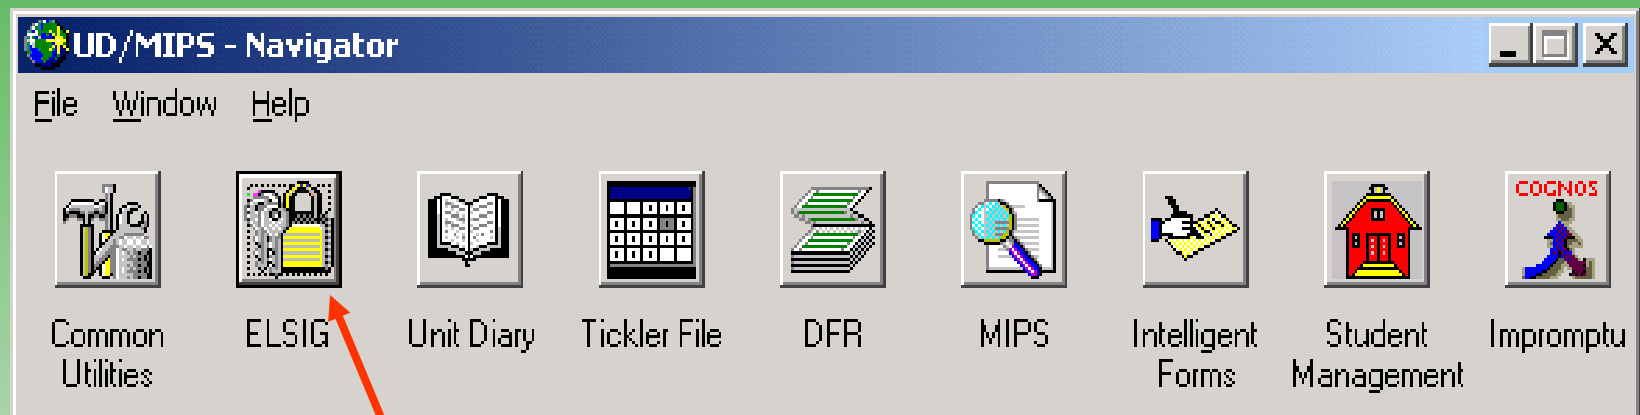 UD/MIPS - Navigator
File Window Help
COGNOS
Common Utilities
ELSIG
Unit Diary
Tickler File
DFR
MIPS
Intelligent Forms
Student Management
Impromptu